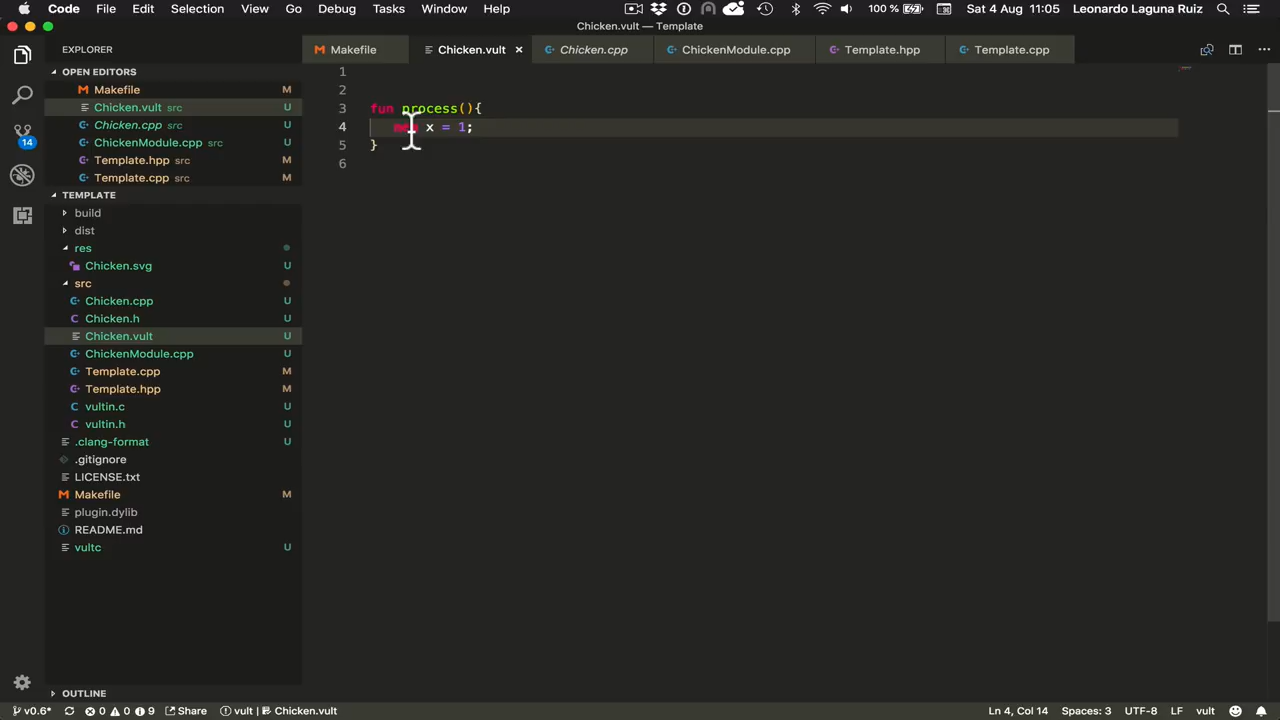 Code File Edit Selection View Go Debug Tasks Window Help 100 % Sat 4 Aug 11:05 Leonardo Laguna Ruiz
Chicken.vult — Template
EXPLORER
Makefile Chicken.vult × Chicken.cpp ChickenModule.cpp Template.hpp Template.cpp
OPEN EDITORS
Makefile M
Chicken.vult src U
Chicken.cpp src U
ChickenModule.cpp src U
Template.hpp src M
Template.cpp src M
14
TEMPLATE
build
dist
res
Chicken.svg U
src
Chicken.cpp U
Chicken.h U
Chicken.vult U
ChickenModule.cpp U
Template.cpp M
Template.hpp M
vultin.c U
vultin.h U
.clang-format U
.gitignore
LICENSE.txt
Makefile M
plugin.dylib
README.md
vultc U
OUTLINE
1
2
3 fun process(){
4 x = 1;
5 }
6
v0.6* 0 0 9 Share vult | Chicken.vult Ln 4, Col 14 Spaces: 3 UTF-8 LF vult